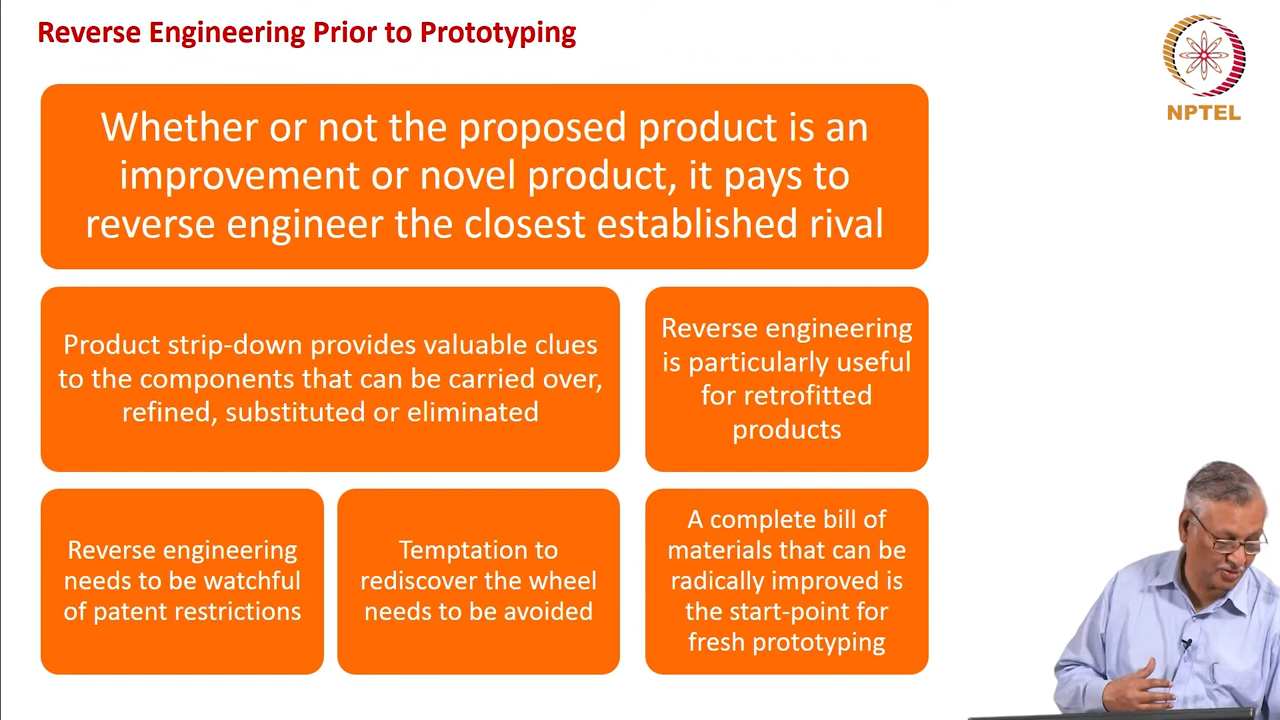 Reverse Engineering Prior to Prototyping
NPTEL
Whether or not the proposed product is an
improvement or novel product, it pays to
reverse engineer the closest established rival
Product strip-down provides valuable clues
to the components that can be carried over,
refined, substituted or eliminated
Reverse engineering
is particularly useful
for retrofitted
products
Reverse engineering
needs to be watchful
of patent restrictions
Temptation to
rediscover the wheel
needs to be avoided
A complete bill of
materials that can be
radically improved is
the start-point for
fresh prototyping